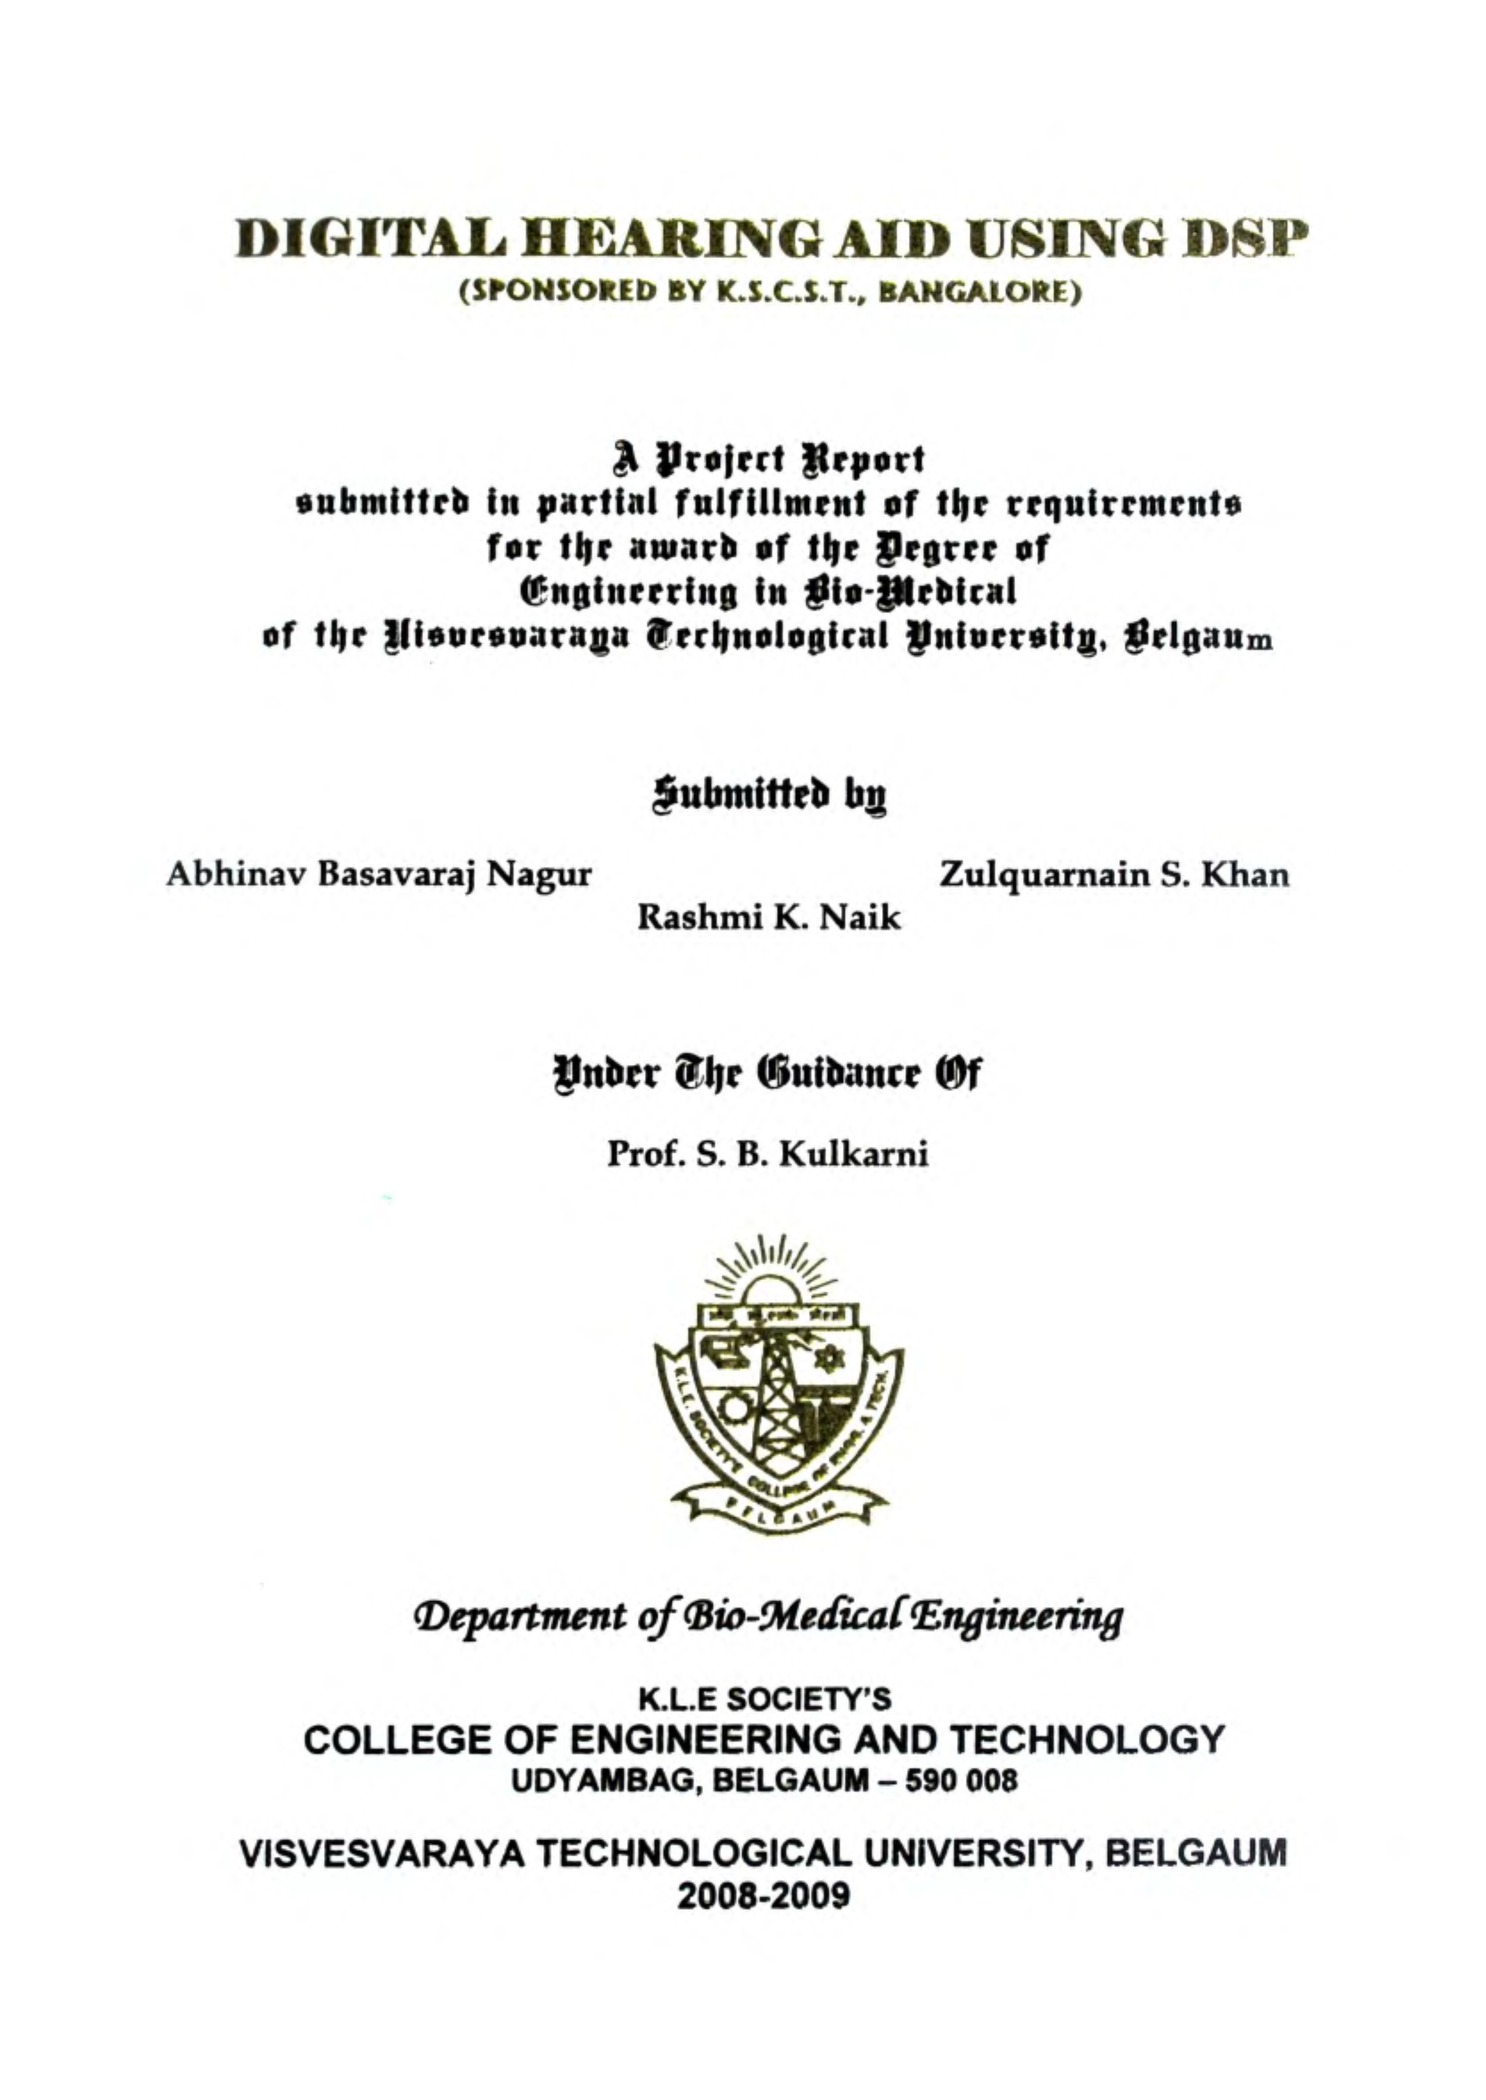 DIGITAL HEARING AID USING DSP
(SPONSORED BY K.S.C.S.T., BANGALORE)
A Project Report
submitted in partial fulfillment of the requirements
for the award of the Degree of
Engineering in Bio-Medical
of the Visvesvaraya Technological University, Belgaum
Submitted by
Abhinav Basavaraj Nagur Zulquarnain S. Khan
Rashmi K. Naik
Under The Guidance Of
Prof. S. B. Kulkarni
K.L.E. SOCIETY'S COLLEGE OF ENGG. & TECH.
BELGAUM
Department of Bio-Medical Engineering
K.L.E SOCIETY'S
COLLEGE OF ENGINEERING AND TECHNOLOGY
UDYAMBAG, BELGAUM – 590 008
VISVESVARAYA TECHNOLOGICAL UNIVERSITY, BELGAUM
2008-2009